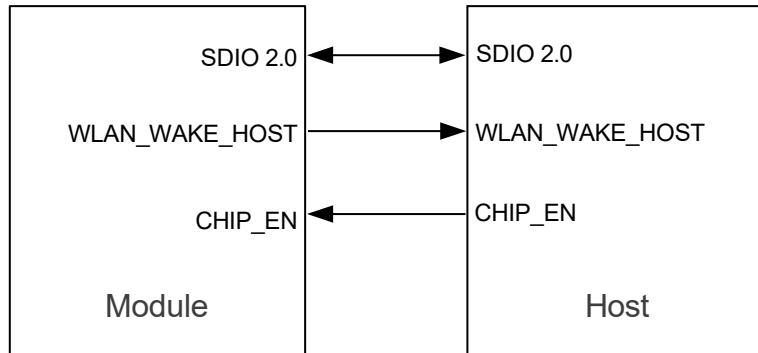 SDIO 2.0 SDIO 2.0
WLAN_WAKE_HOST WLAN_WAKE_HOST
CHIP_EN CHIP_EN
Module Host